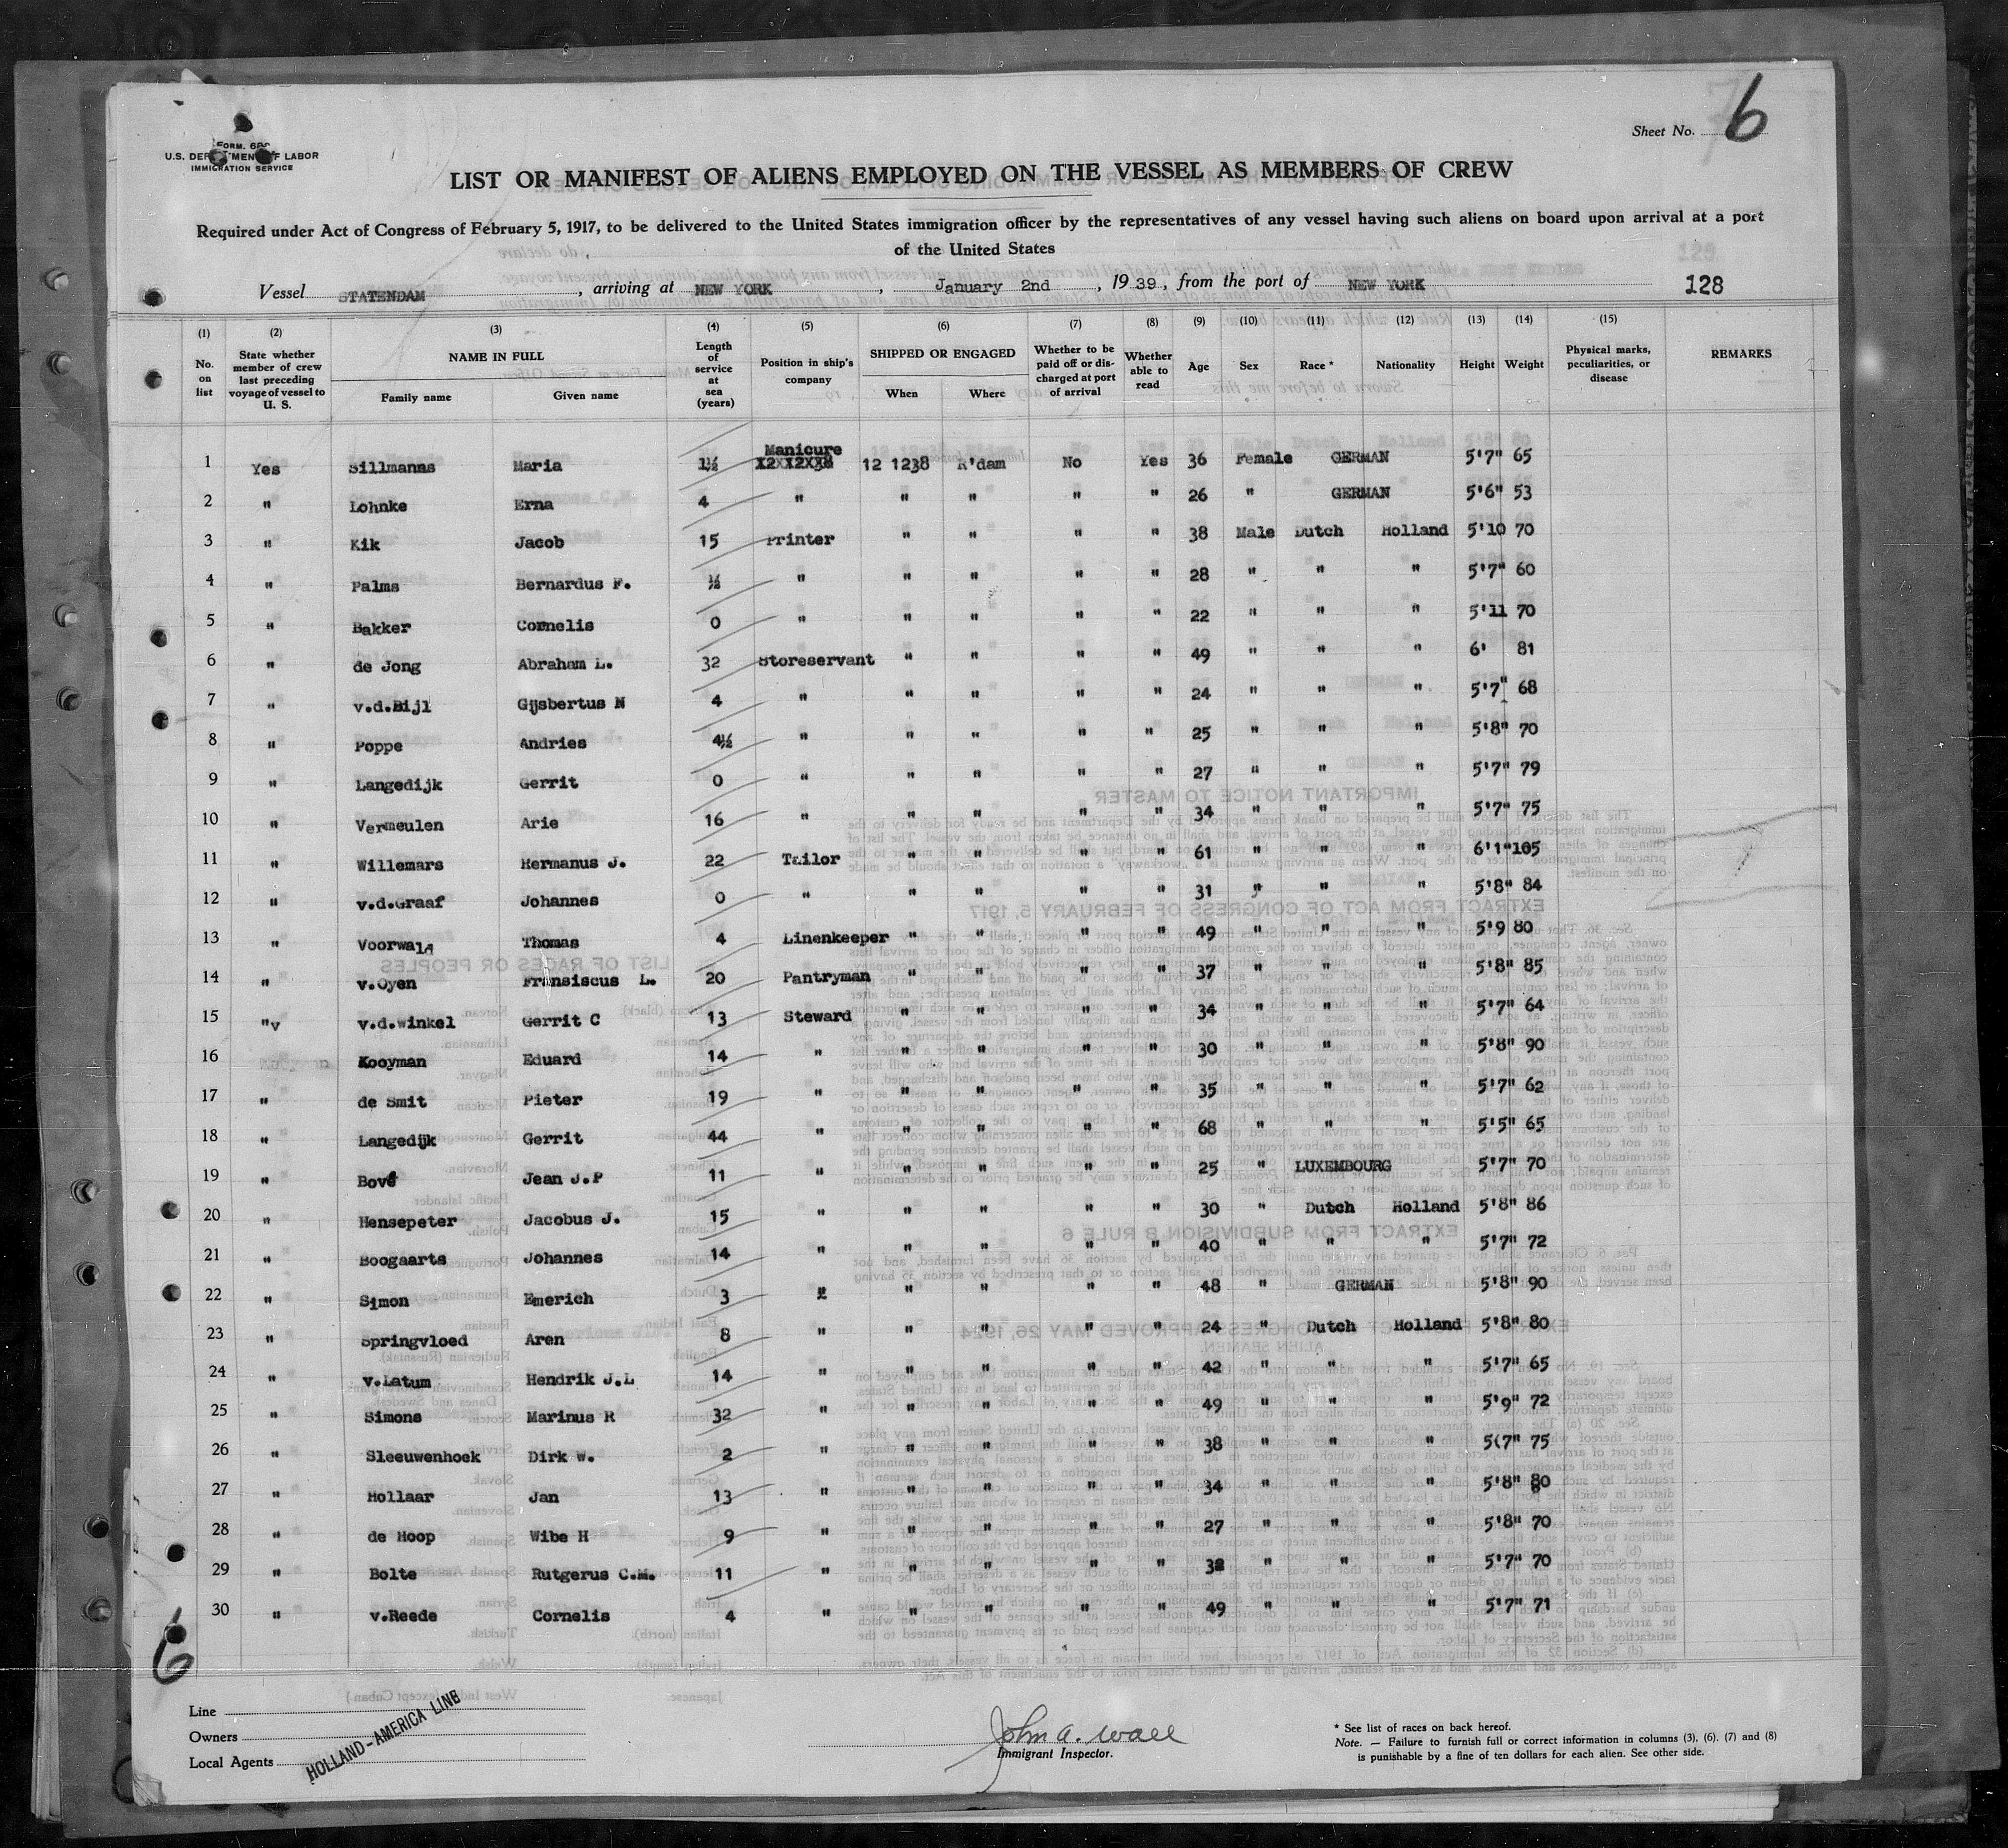 Sheet No. 6
U.S. DEPARTMENT OF LABOR
IMMIGRATION SERVICE
LIST OR MANIFEST OF ALIENS EMPLOYED ON THE VESSEL AS MEMBERS OF CREW
Required under Act of Congress of February 5, 1917, to be delivered to the United States immigration officer by the representatives of any vessel having such aliens on board upon arrival at a port
of the United States
Vessel STATENDAM, arriving at NEW YORK, January 2nd, 1939, from the port of NEW YORK 128
(1) (2) (3) (4) (5) (6) (7) (8) (9) (10) (11) (12) (13) (14) (15)
No. on list State whether member of crew last preceding voyage of vessel to U. S. NAME IN FULL Family name Given name Length of service at sea (years) Position in ship's company SHIPPED OR ENGAGED When Where Whether to be paid off or discharged at port of arrival Whether able to read Age Sex Race * Nationality Height Weight Physical marks, peculiarities, or disease REMARKS
1 Yes Sillmanns Maria 1½ Manicure 12 1238 R'dam No Yes 36 Female GERMAN 5'7" 65
2 " Lohnke Erna 4 " " " " " 26 " GERMAN 5'6" 53
3 " Kik Jacob 15 Printer " " " " 38 Male Dutch Holland 5'10 70
4 " Palms Bernardus F. ½ " " " " " 28 " " " 5'7" 60
5 " Bakker Cornelis 0 " " " " " 22 " " " 5'11 70
6 " de Jong Abraham L. 32 Storeservant " " " " 49 " " " 6' 81
7 " v.d.Bijl Gijsbertus N 4 " " " " " 24 " " " 5'7" 68
8 " Poppe Andries 4½ " " " " " 25 " " " 5'8" 70
9 " Langedijk Gerrit 0 " " " " " 27 " " " 5'7" 79
10 " Vermeulen Arie 16 " " " " " 34 " " " 5'7" 75
11 " Willemars Hermanus J. 22 Tailor " " " " 61 " " " 6'1" 105
12 " v.d.Graaf Johannes 0 " " " " " 31 " " " 5'8" 84
13 " Voorwald Thomas 4 Linenkeeper " " " " 49 " " " 5'9 80
14 " v.Oyen Fransiscus L. 20 Pantryman " " " " 37 " " " 5'8" 85
15 "v v.d.winkel Gerrit C 13 Steward " " " " 34 " " " 5'7" 64
16 Kooyman Eduard 14 " " " " " 30 " " " 5'8" 90
17 " de Smit Pieter 19 " " " " " 35 " " " 5'7" 62
18 " Langedijk Gerrit 44 " " " " " 68 " " " 5'5" 65
19 " Bové Jean J.P 11 " " " " " 25 " LUXEMBOURG 5'7" 70
20 " Hensepeter Jacobus J. 15 " " " " " 30 " Dutch Holland 5'8" 86
21 " Boogaarts Johannes 14 " " " " " 40 " " " 5'7" 72
22 " Simon Emerich 3 " " " " " 48 " GERMAN 5'8" 90
23 " Springvloed Aren 8 " " " " " 24 " Dutch Holland 5'8" 80
24 " v.Latum Hendrik J.L 14 " " " " " 42 " " " 5'7" 65
25 " Simons Marinus R 32 " " " " " 49 " " " 5'9" 72
26 " Sleeuwenhoek Dirk W. 2 " " " " " 38 " " " 5(7" 75
27 " Hollaar Jan 13 " " " " " 34 " " " 5'8" 80
28 " de Hoop Wibe H 9 " " " " " 27 " " " 5'8" 70
29 " Bolte Rutgerus C.M. 11 " " " " " " " " 5'7" 70
30 " v.Reede Cornelis 4 " " " " " 49 " " " 5'7" 71
6
Line
Owners
Local Agents
HOLLAND-AMERICA LINE
John A. Wall
Immigrant Inspector.
* See list of races on back hereof.
Note. — Failure to furnish full or correct information in columns (3), (6), (7) and (8)
is punishable by a fine of ten dollars for each alien. See other side.